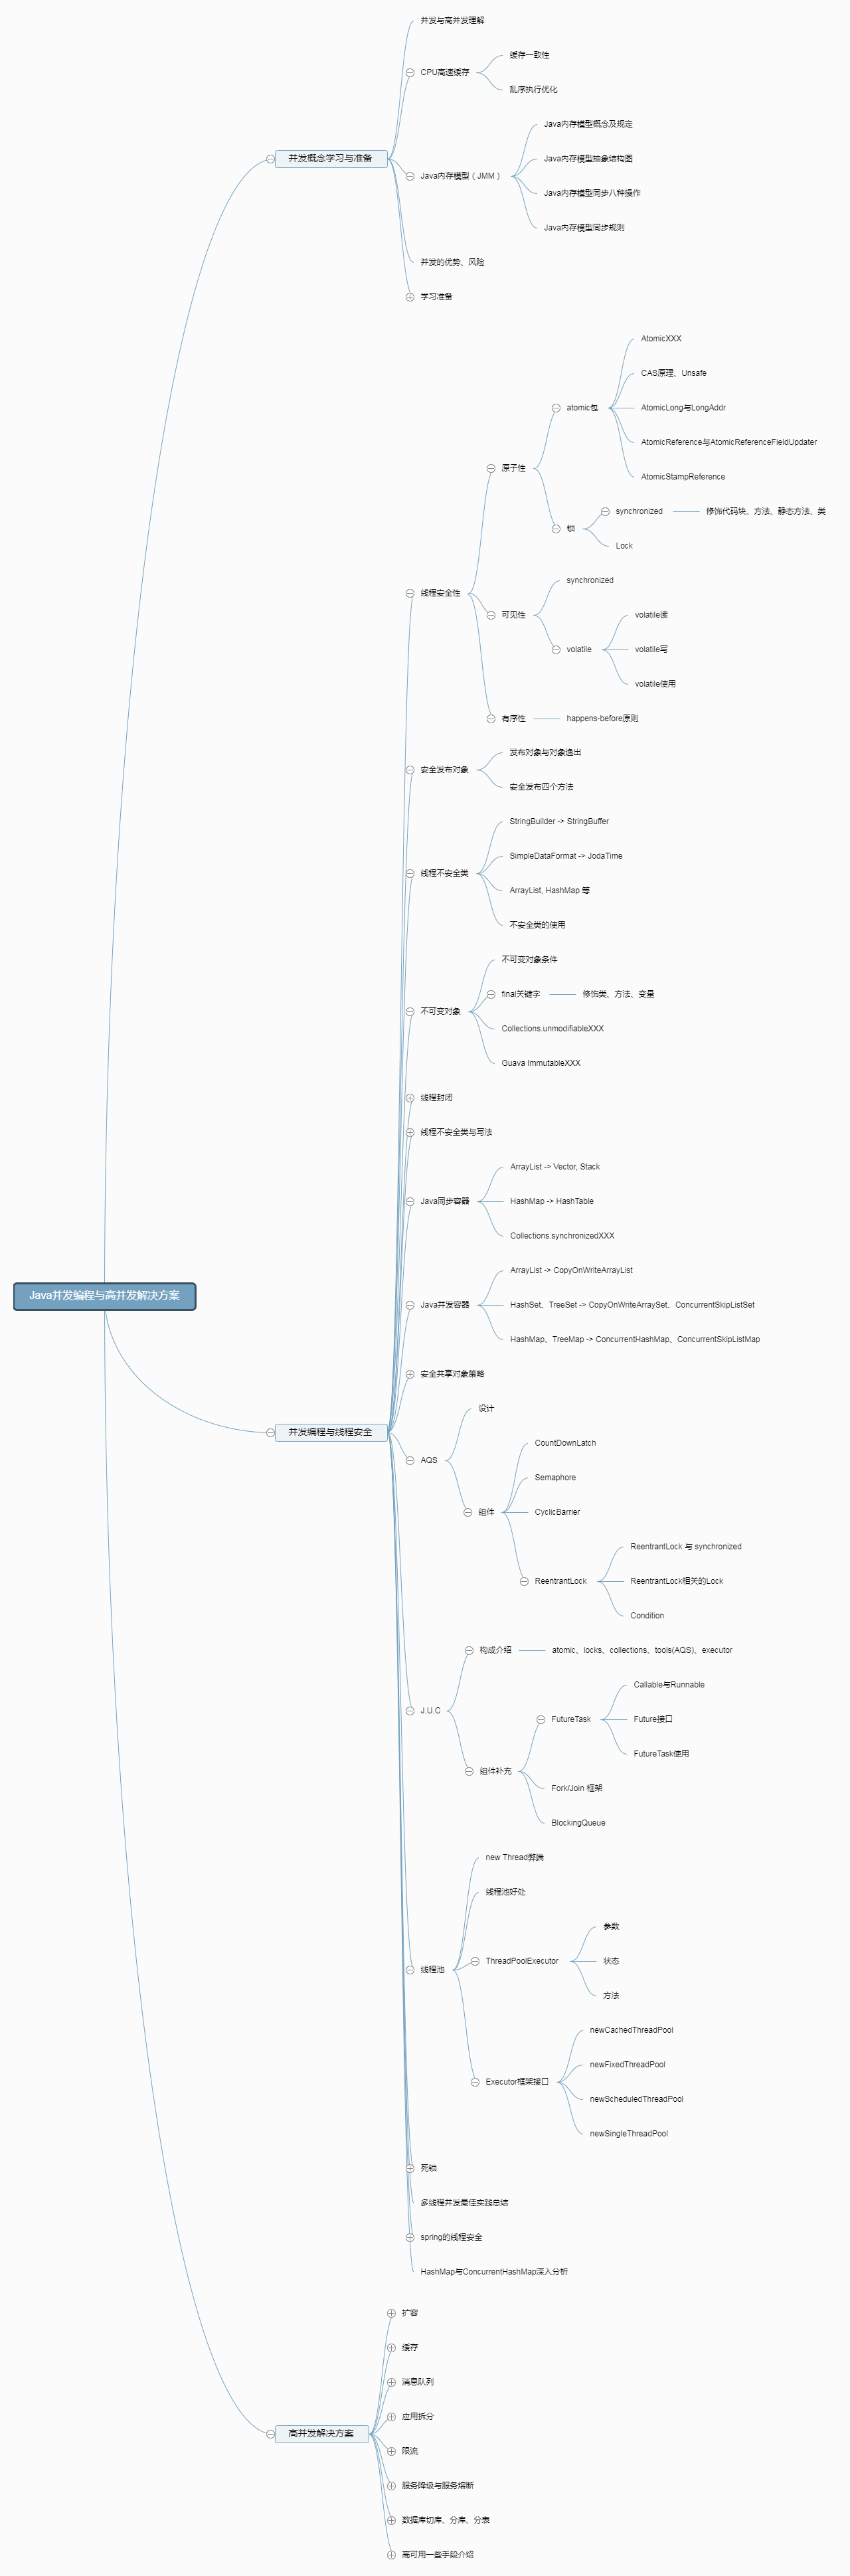 并发与高并发理解
缓存一致性
CPU高速缓存
乱序执行优化
Java内存模型概念及规定
并发概念学习与准备
Java内存模型抽象结构图
Java内存模型（JMM）
Java内存模型同步八种操作
Java内存模型同步规则
并发的优势、风险
学习准备
AtomicXXX
CAS原理、Unsafe
atomic包
AtomicLong与LongAddr
AtomicReference与AtomicReferenceFieldUpdater
原子性
AtomicStampReference
synchronized
修饰代码块、方法、静态方法、类
锁
Lock
synchronized
线程安全性
可见性
volatile读
volatile
volatile写
volatile使用
有序性
happens-before原则
发布对象与对象逸出
安全发布对象
安全发布四个方法
StringBuilder -> StringBuffer
SimpleDataFormat -> JodaTime
线程不安全类
ArrayList, HashMap 等
不安全类的使用
不可变对象条件
final关键字
修饰类、方法、变量
不可变对象
Collections.unmodifiableXXX
Guava ImmutableXXX
线程封闭
线程不安全类与写法
ArrayList -> Vector, Stack
Java同步容器
HashMap -> HashTable
Collections.synchronizedXXX
ArrayList -> CopyOnWriteArrayList
Java并发编程与高并发解决方案
Java并发容器
HashSet、TreeSet -> CopyOnWriteArraySet、ConcurrentSkipListSet
HashMap、TreeMap -> ConcurrentHashMap、ConcurrentSkipListMap
安全共享对象策略
设计
并发编程与线程安全
CountDownLatch
AQS
Semaphore
组件
CyclicBarrier
ReentrantLock 与 synchronized
ReentrantLock
ReentrantLock相关的Lock
Condition
构成介绍
atomic、locks、collections、tools(AQS)、executor
Callable与Runnable
J.U.C
FutureTask
Future接口
FutureTask使用
组件补充
Fork/Join 框架
BlockingQueue
new Thread弊端
线程池好处
参数
ThreadPoolExecutor
状态
线程池
方法
newCachedThreadPool
newFixedThreadPool
Executor框架接口
newScheduledThreadPool
newSingleThreadPool
死锁
多线程并发最佳实践总结
spring的线程安全
HashMap与ConcurrentHashMap深入分析
扩容
缓存
消息队列
应用拆分
高并发解决方案
限流
服务降级与服务熔断
数据库切库、分库、分表
高可用一些手段介绍